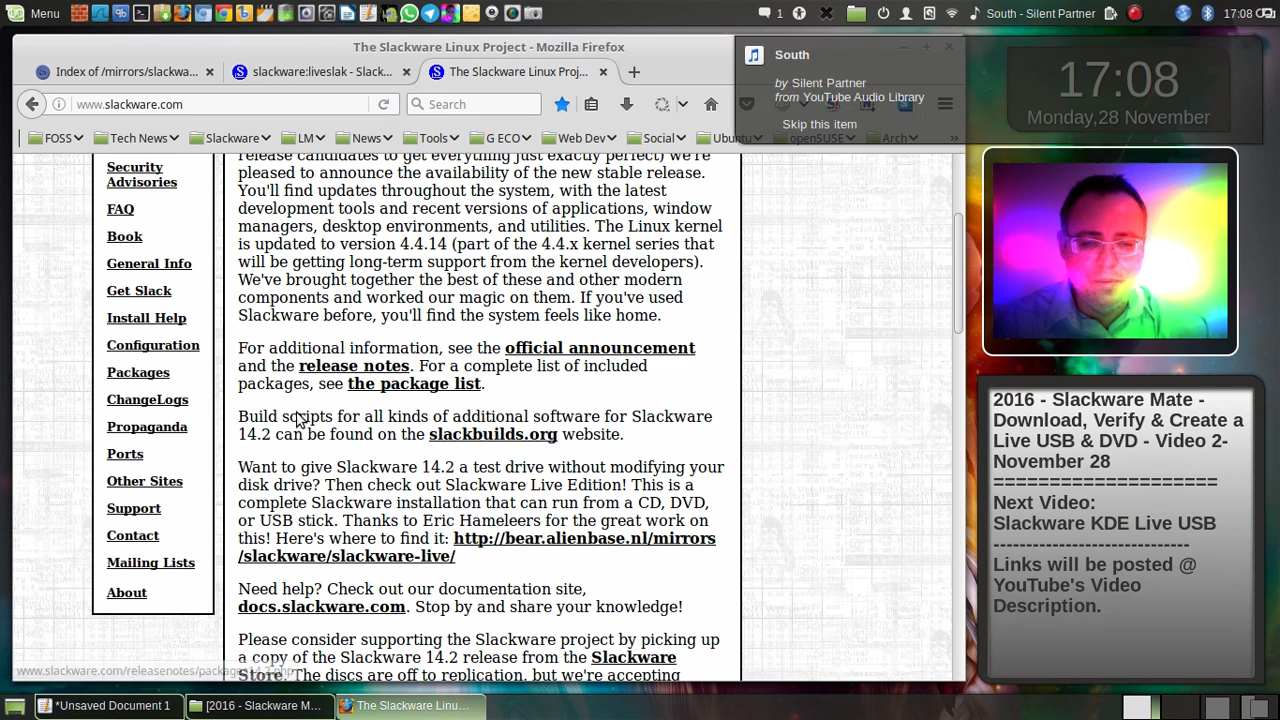 Menu
1
South - Silent Partner
17:08
The Slackware Linux Project - Mozilla Firefox
Index of /mirrors/slackwa...
slackware:liveslak - Slack...
The Slackware Linux Proj...
www.slackware.com
Search
FOSS
Tech News
Slackware
LM
News
Tools
G ECO
Web Dev
Social
Ubuntu
openSUSE
Arch
South
by Silent Partner
from YouTube Audio Library
Skip this item
17:08
Monday,28 November
Security
Advisories
FAQ
Book
General Info
Get Slack
Install Help
Configuration
Packages
ChangeLogs
Propaganda
Ports
Other Sites
Support
Contact
Mailing Lists
About
release candidates to get everything just exactly perfect) we're
pleased to announce the availability of the new stable release.
You'll find updates throughout the system, with the latest
development tools and recent versions of applications, window
managers, desktop environments, and utilities. The Linux kernel
is updated to version 4.4.14 (part of the 4.4.x kernel series that
will be getting long-term support from the kernel developers).
We've brought together the best of these and other modern
components and worked our magic on them. If you've used
Slackware before, you'll find the system feels like home.
For additional information, see the official announcement
and the release notes. For a complete list of included
packages, see the package list.
Build scripts for all kinds of additional software for Slackware
14.2 can be found on the slackbuilds.org website.
Want to give Slackware 14.2 a test drive without modifying your
disk drive? Then check out Slackware Live Edition! This is a
complete Slackware installation that can run from a CD, DVD,
or USB stick. Thanks to Eric Hameleers for the great work on
this! Here's where to find it: http://bear.alienbase.nl/mirrors
/slackware/slackware-live/
Need help? Check out our documentation site,
docs.slackware.com. Stop by and share your knowledge!
Please consider supporting the Slackware project by picking up
a copy of the Slackware 14.2 release from the Slackware
Store. The discs are off to replication, but we're accepting
www.slackware.com/releasenotes/packages14.2.php
2016 - Slackware Mate -
Download, Verify & Create a
Live USB & DVD - Video 2-
November 28
====================
Next Video:
Slackware KDE Live USB
----------------------------
Links will be posted @
YouTube's Video
Description.
*Unsaved Document 1
[2016 - Slackware M...
The Slackware Linu...